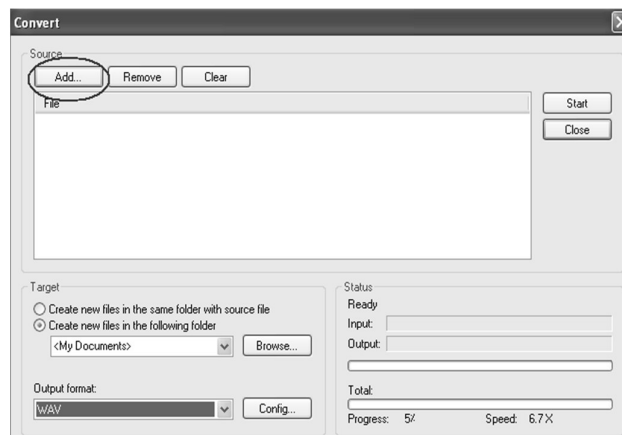 Convert
Source
Add... Remove Clear
File
Start
Close
Target
Create new files in the same folder with source file
Create new files in the following folder
<My Documents>
Browse...
Output format:
WAV
Config...
Status
Ready
Input:
Output:
Total:
Progress: 5% Speed: 6.7X